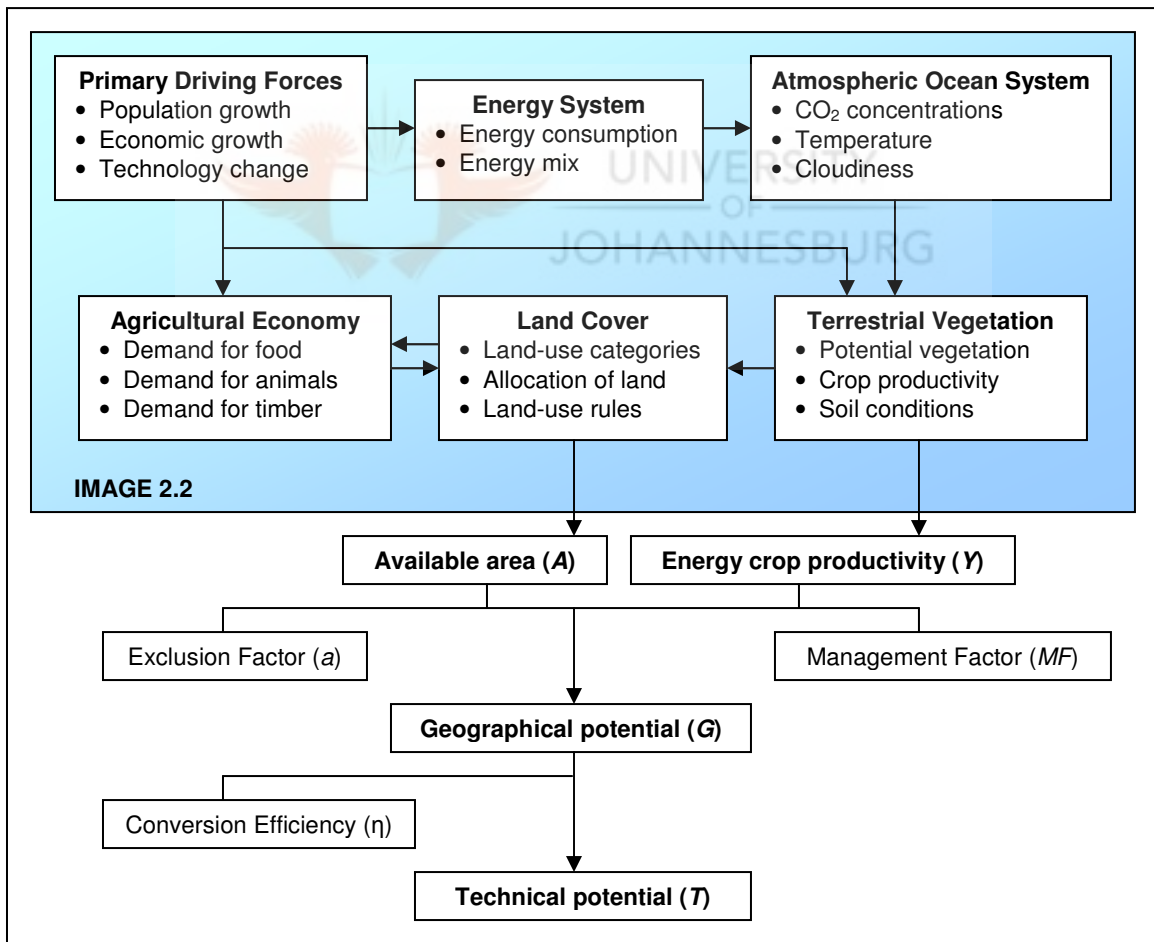 Primary Driving Forces
• Population growth
• Economic growth
• Technology change
Energy System
• Energy consumption
• Energy mix
Atmospheric Ocean System
• CO₂ concentrations
• Temperature
• Cloudiness
UNIVERSITY
OF
JOHANNESBURG
Agricultural Economy
• Demand for food
• Demand for animals
• Demand for timber
Land Cover
• Land-use categories
• Allocation of land
• Land-use rules
Terrestrial Vegetation
• Potential vegetation
• Crop productivity
• Soil conditions
IMAGE 2.2
Available area (A)
Energy crop productivity (Y)
Exclusion Factor (a)
Management Factor (MF)
Geographical potential (G)
Conversion Efficiency (η)
Technical potential (T)